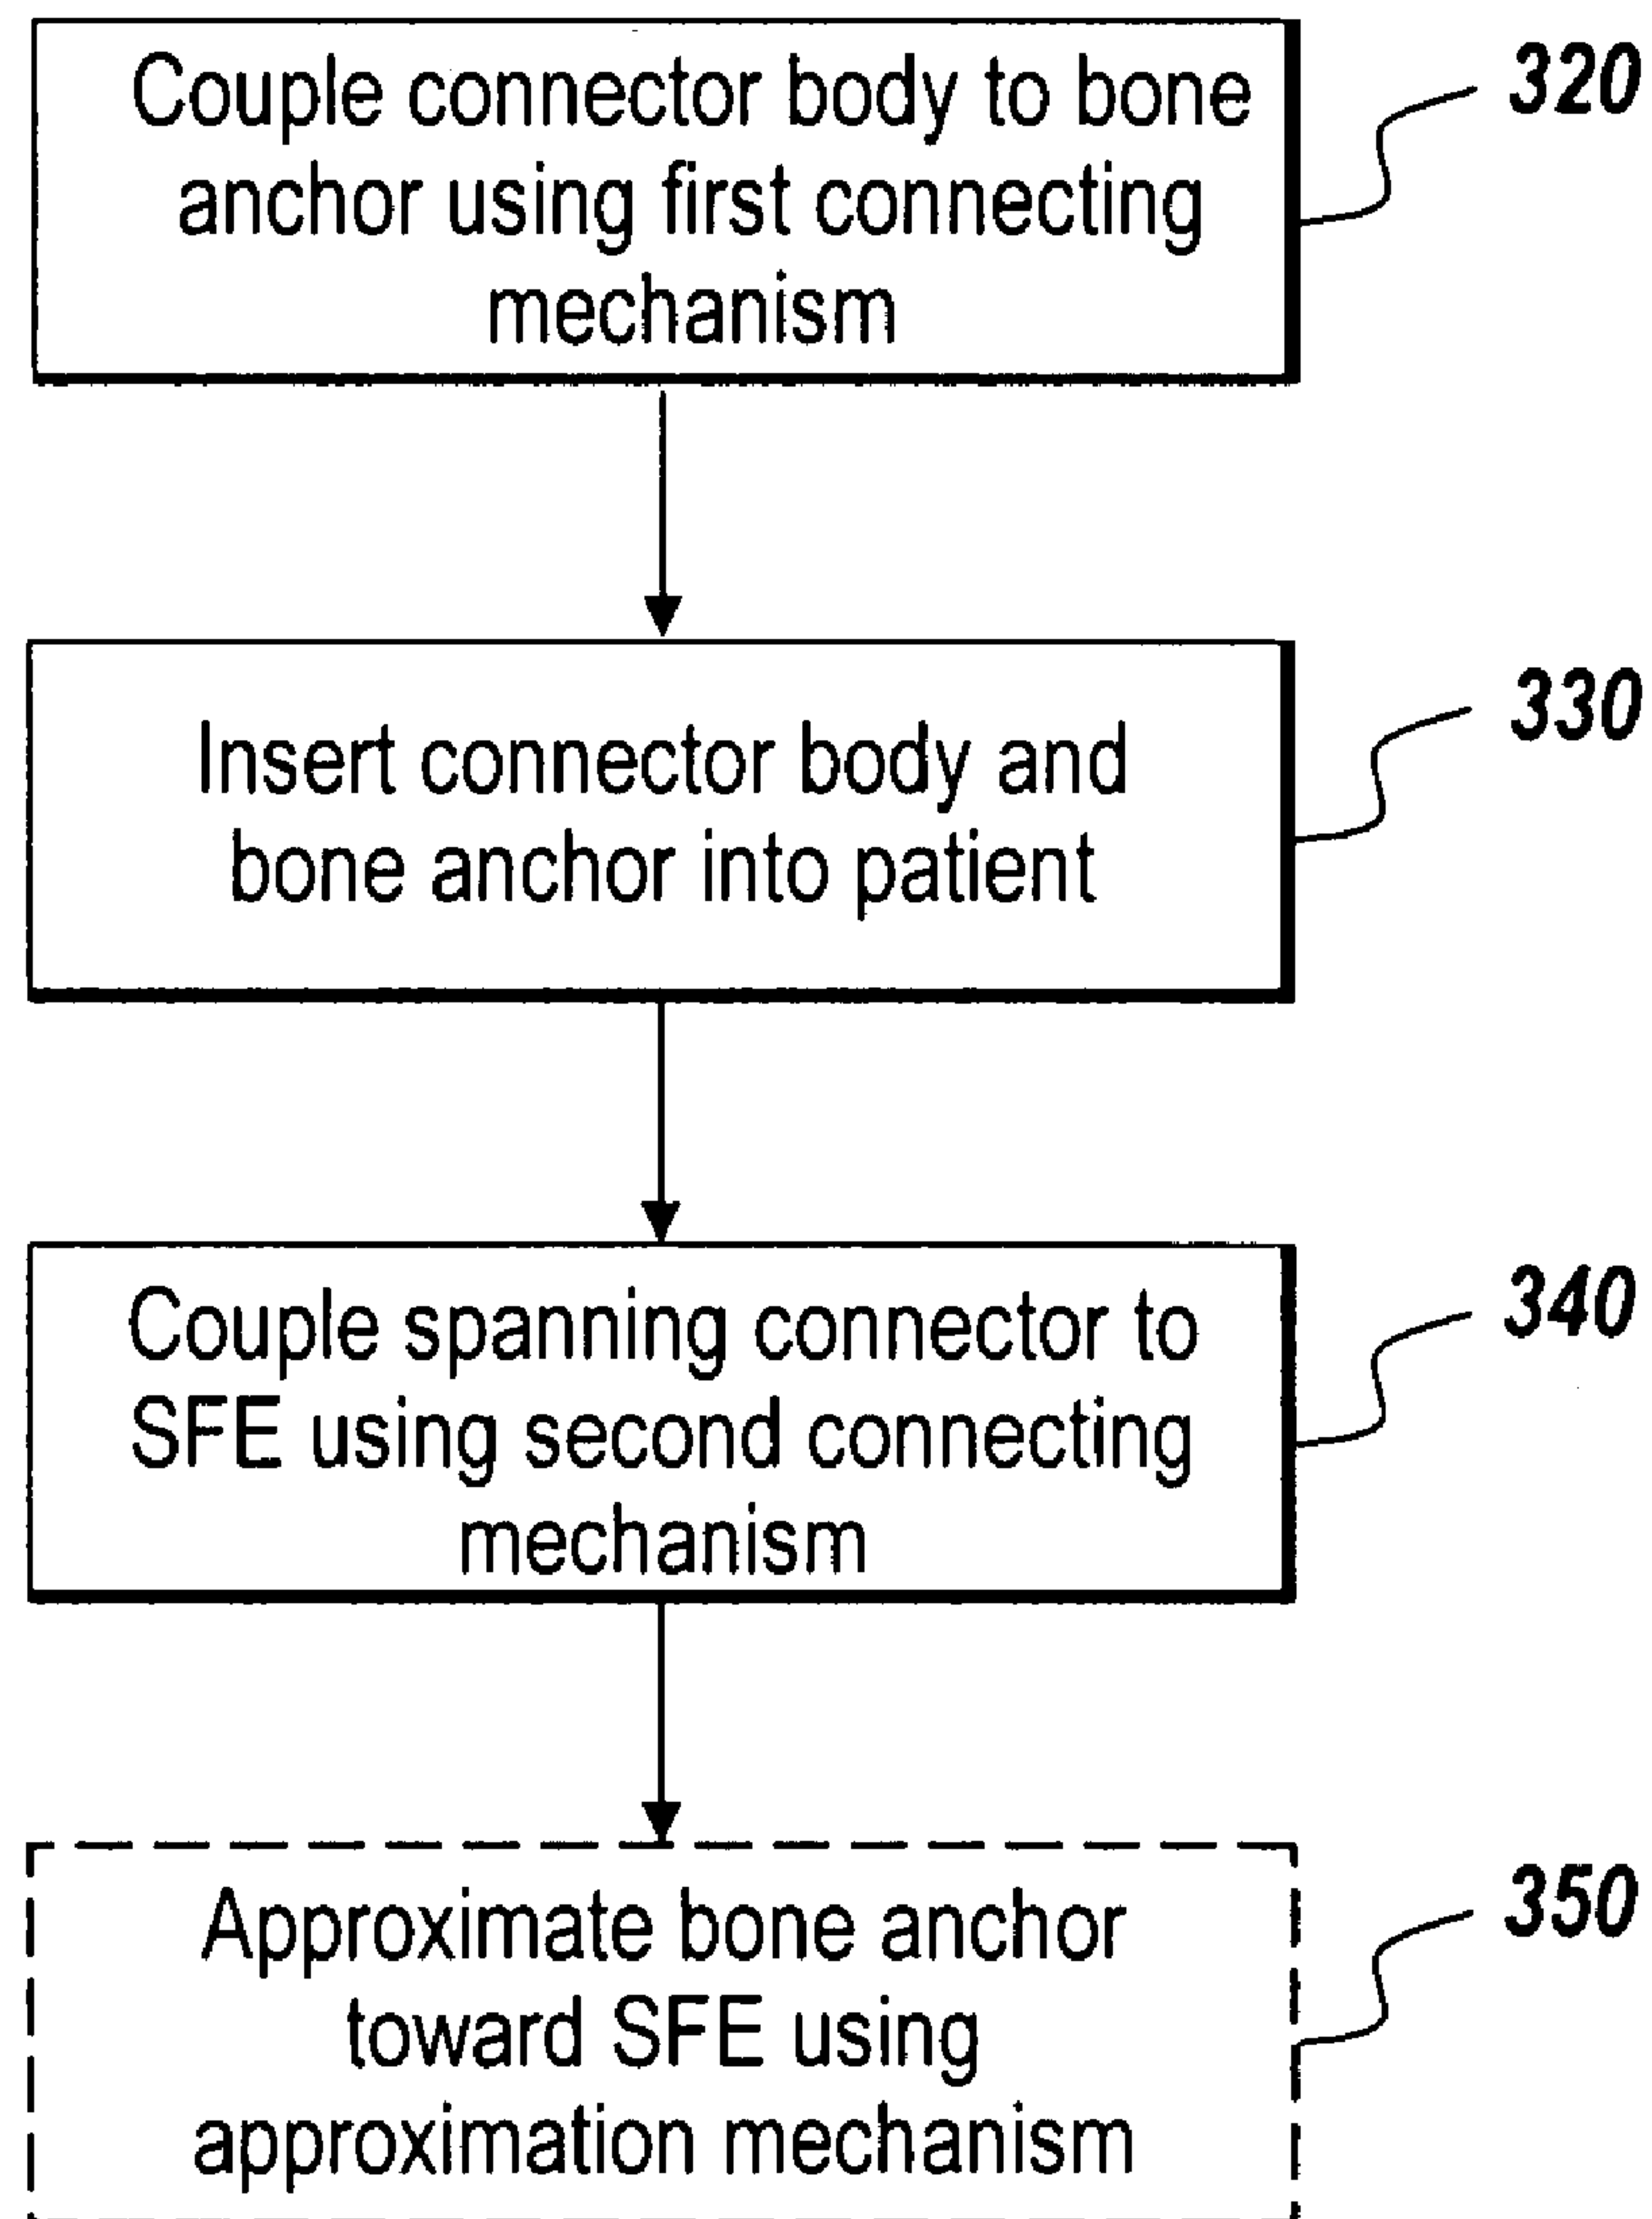 Couple connector body to bone
anchor using first connecting
mechanism
320
Insert connector body and
bone anchor into patient
330
Couple spanning connector to
SFE using second connecting
mechanism
340
Approximate bone anchor
toward SFE using
approximation mechanism
350